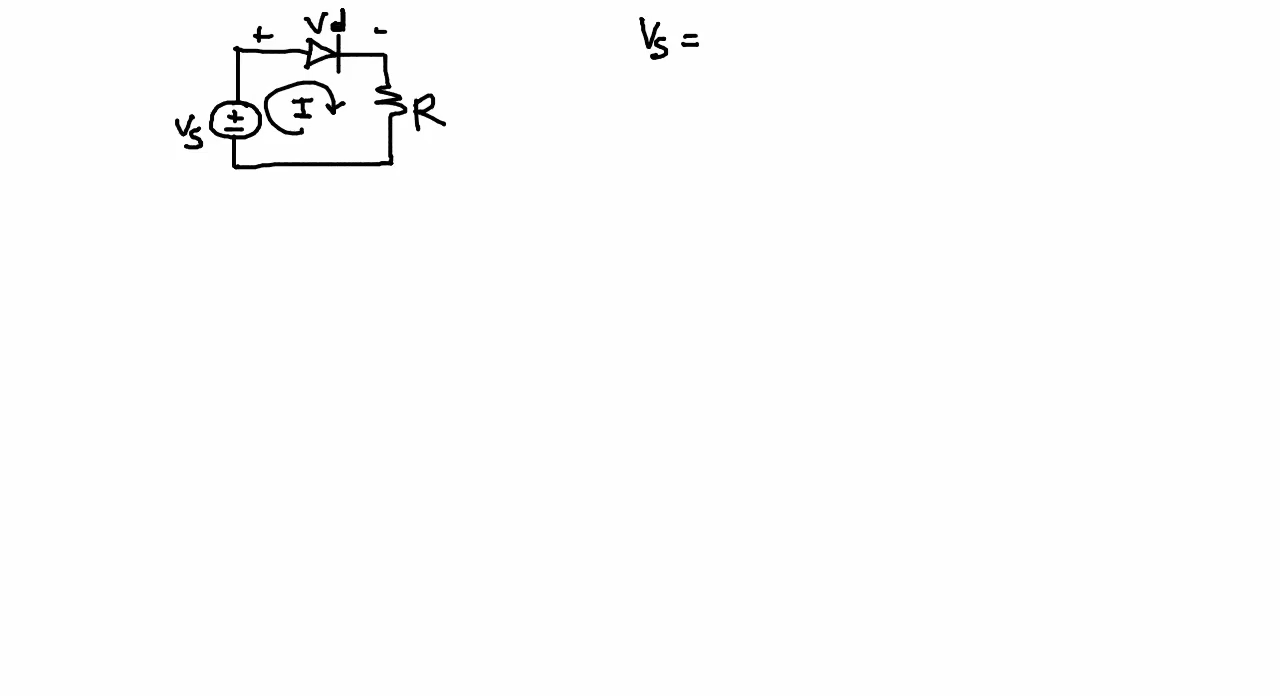 + Vd -
Vs =
I
+
-
Vs
R